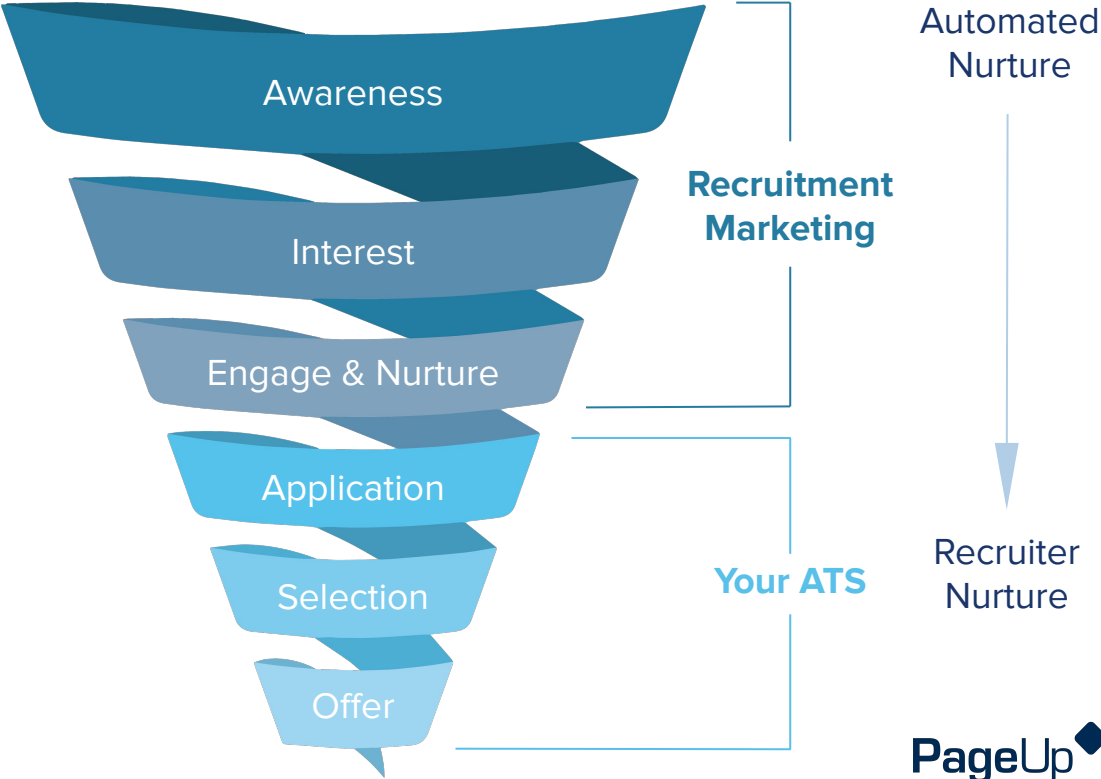 Awareness
Interest
Engage & Nurture
Application
Selection
Offer
Recruitment
Marketing
Your ATS
Automated
Nurture
Recruiter
Nurture
PageUp